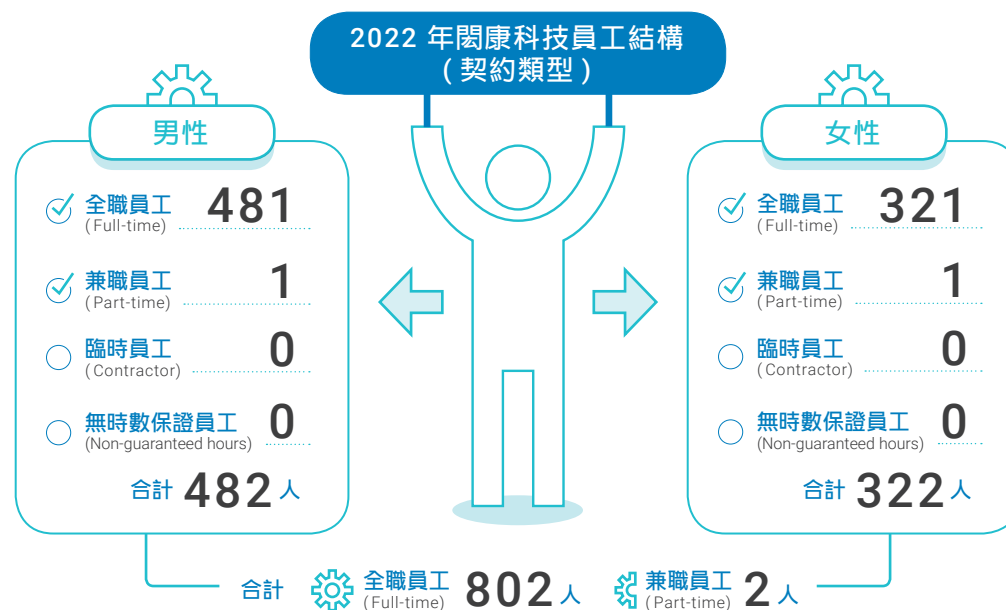 2022 年閎康科技員工結構
(契約類型)
男性
全職員工 481
(Full-time)
兼職員工 1
(Part-time)
臨時員工 0
(Contractor)
無時數保證員工 0
(Non-guaranteed hours)
合計 482 人
女性
全職員工 321
(Full-time)
兼職員工 1
(Part-time)
臨時員工 0
(Contractor)
無時數保證員工 0
(Non-guaranteed hours)
合計 322 人
合計 全職員工 802 人 兼職員工 2 人
(Full-time) (Part-time)